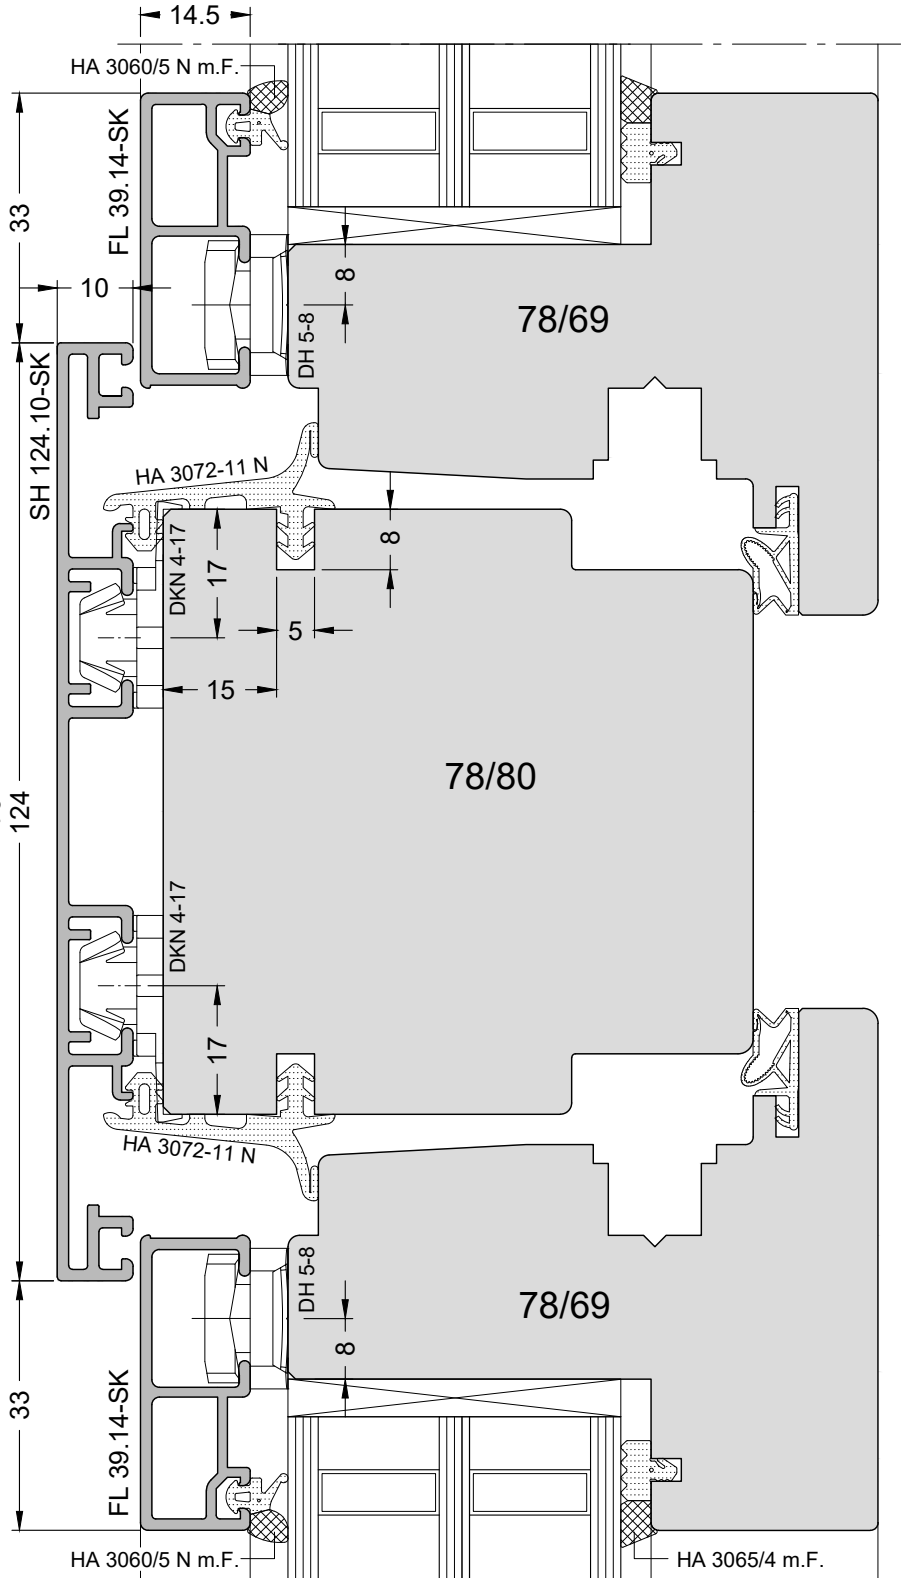 14.5
HA 3060/5 N m.F.
FL 39.14-SK
33
10
8
78/69
DH 5-8
SH 124.10-SK
HA 3072-11 N
DKN 4-17
17
8
5
15
78/80
124
DKN 4-17
17
HA 3072-11 N
DH 5-8
78/69
8
FL 39.14-SK
33
HA 3060/5 N m.F.
HA 3065/4 m.F.